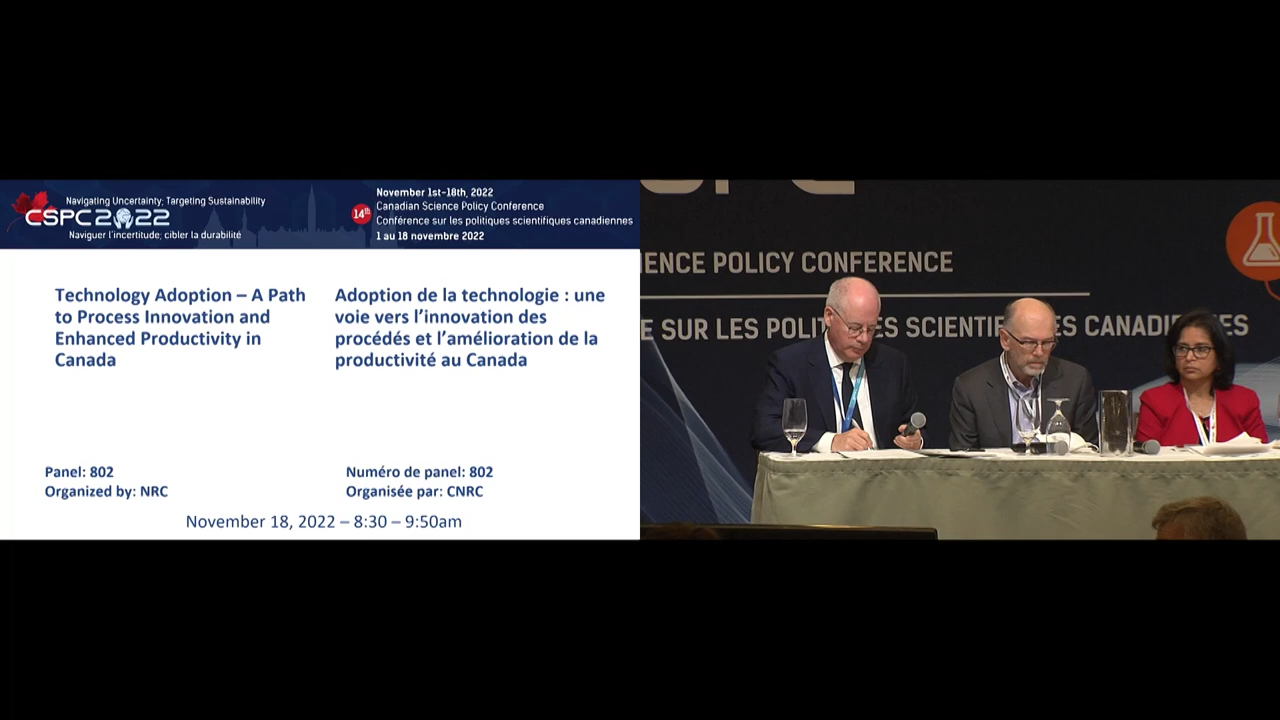 Navigating Uncertainty; Targeting Sustainability
CSPC 2022
Naviguer l'incertitude; cibler la durabilité
14th
November 1st-18th, 2022
Canadian Science Policy Conference
Conférence sur les politiques scientifiques canadiennes
1 au 18 novembre 2022
Technology Adoption – A Path
to Process Innovation and
Enhanced Productivity in
Canada
Adoption de la technologie : une
voie vers l'innovation des
procédés et l'amélioration de la
productivité au Canada
Panel: 802
Organized by: NRC
Numéro de panel: 802
Organisée par: CNRC
November 18, 2022 – 8:30 – 9:50am
IENCE POLICY CONFERENCE
E SUR LES POLIT ES SCIENTIF ES CANADI NES